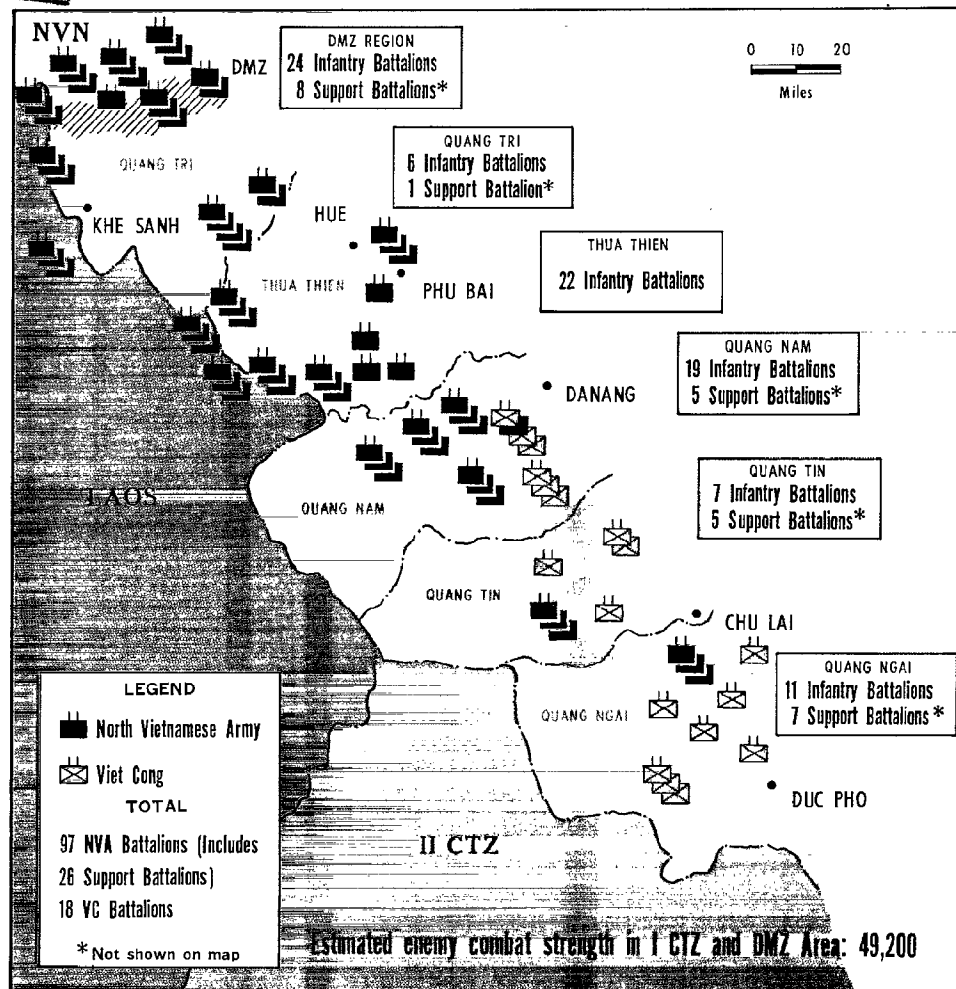 NVN
DMZ
DMZ REGION
24 Infantry Battalions
8 Support Battalions*
0 10 20
Miles
QUANG TRI
6 Infantry Battalions
1 Support Battalion*
QUANG TRI
KHE SANH
HUE
THUA THIEN
22 Infantry Battalions
THUA THIEN
PHU BAI
QUANG NAM
19 Infantry Battalions
5 Support Battalions*
DANANG
QUANG TIN
7 Infantry Battalions
5 Support Battalions*
LAOS
QUANG NAM
QUANG TIN
CHU LAI
QUANG NGAI
11 Infantry Battalions
7 Support Battalions*
QUANG NGAI
DUC PHO
II CTZ
LEGEND
North Vietnamese Army
Viet Cong
TOTAL
97 NVA Battalions (Includes
26 Support Battalions)
18 VC Battalions
*Not shown on map
Estimated enemy combat strength in I CTZ and DMZ Area: 49,200